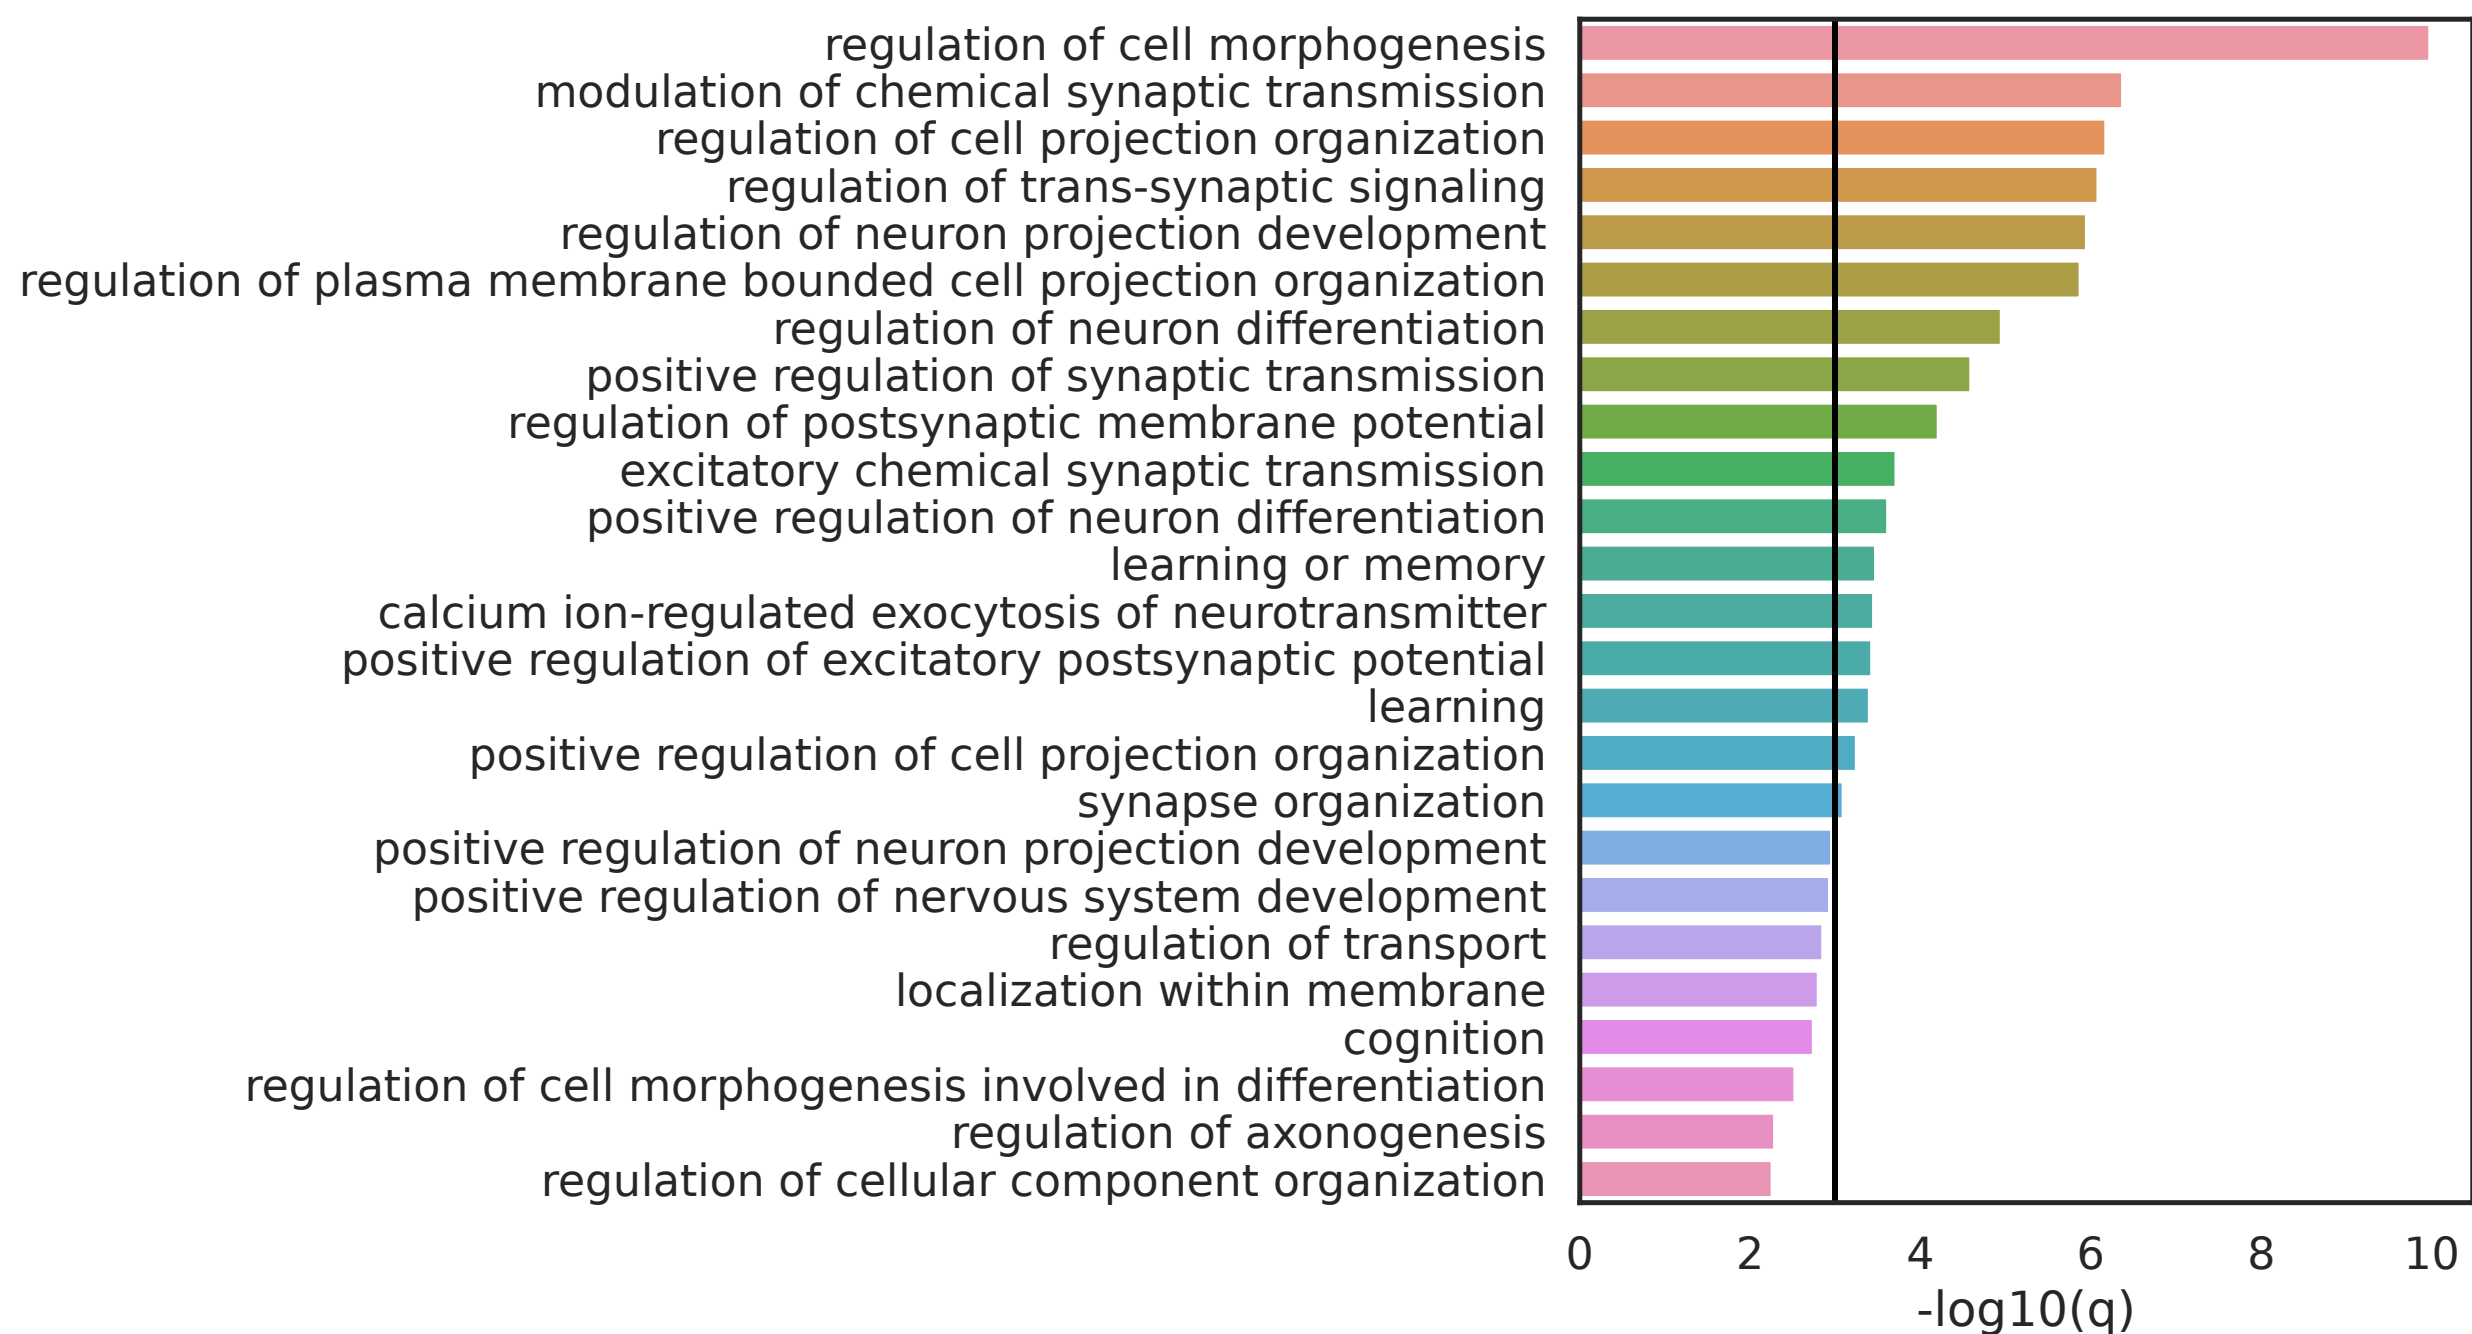 regulation of cell morphogenesis
modulation of chemical synaptic transmission
regulation of cell projection organization
regulation of trans-synaptic signaling
regulation of neuron projection development
regulation of plasma membrane bounded cell projection organization
regulation of neuron differentiation
positive regulation of synaptic transmission
regulation of postsynaptic membrane potential
excitatory chemical synaptic transmission
positive regulation of neuron differentiation
learning or memory
calcium ion-regulated exocytosis of neurotransmitter
positive regulation of excitatory postsynaptic potential
learning
positive regulation of cell projection organization
synapse organization
positive regulation of neuron projection development
positive regulation of nervous system development
regulation of transport
localization within membrane
cognition
regulation of cell morphogenesis involved in differentiation
regulation of axonogenesis
regulation of cellular component organization
0 2 4 6 8 10
-log10(q)